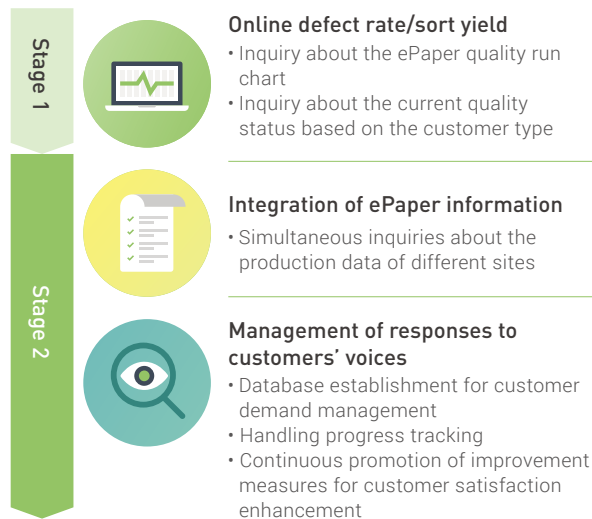 Stage 1
Online defect rate/sort yield
• Inquiry about the ePaper quality run
chart
• Inquiry about the current quality
status based on the customer type
Stage 2
Integration of ePaper information
• Simultaneous inquiries about the
production data of different sites
Management of responses to
customers’ voices
• Database establishment for customer
demand management
• Handling progress tracking
• Continuous promotion of improvement
measures for customer satisfaction
enhancement